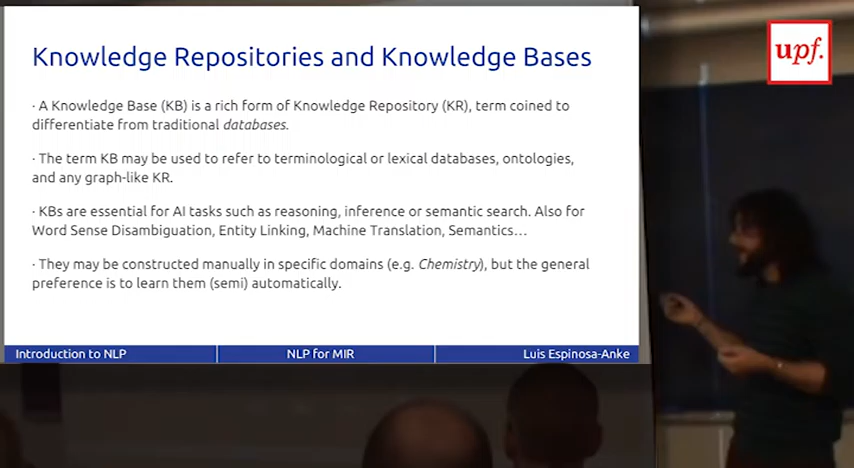 Knowledge Repositories and Knowledge Bases
· A Knowledge Base (KB) is a rich form of Knowledge Repository (KR), term coined to
differentiate from traditional databases.
· The term KB may be used to refer to terminological or lexical databases, ontologies,
and any graph-like KR.
· KBs are essential for AI tasks such as reasoning, inference or semantic search. Also for
Word Sense Disambiguation, Entity Linking, Machine Translation, Semantics...
· They may be constructed manually in specific domains (e.g. Chemistry), but the general
preference is to learn them (semi) automatically.
Introduction to NLP
NLP for MIR
Luis Espinosa-Anke
upf.